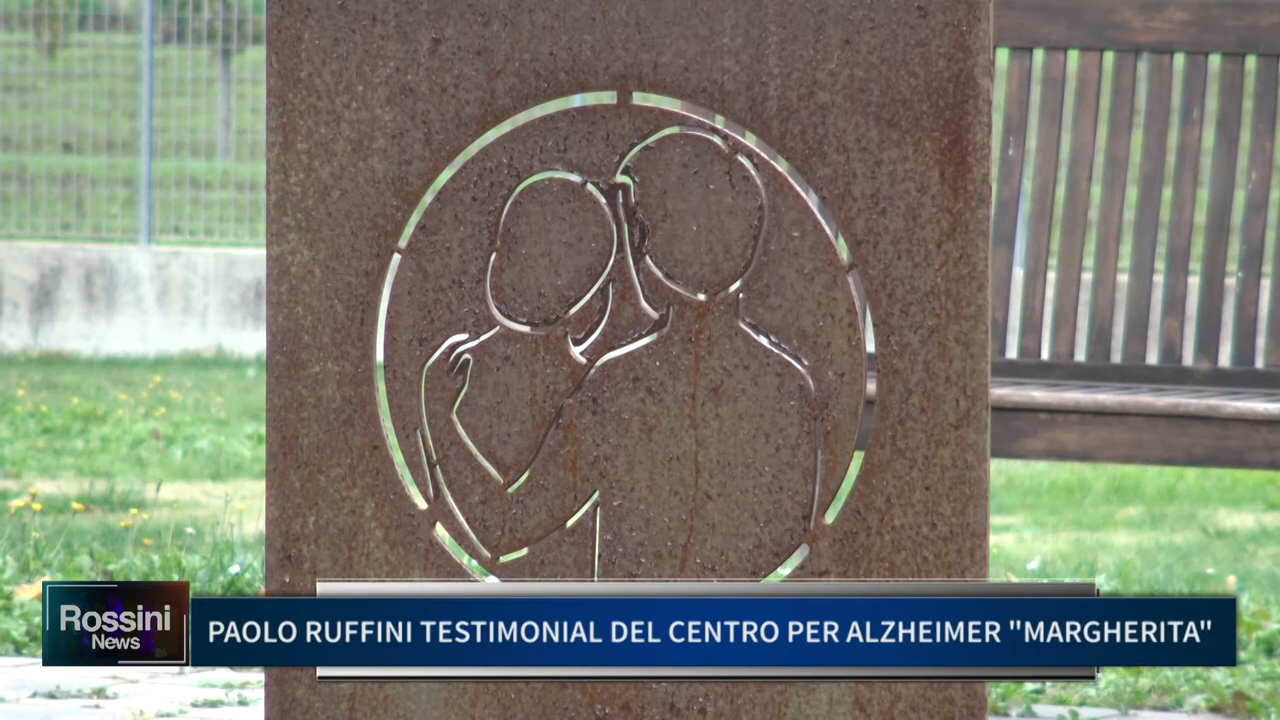 Rossini
News
PAOLO RUFFINI TESTIMONIAL DEL CENTRO PER ALZHEIMER "MARGHERITA"